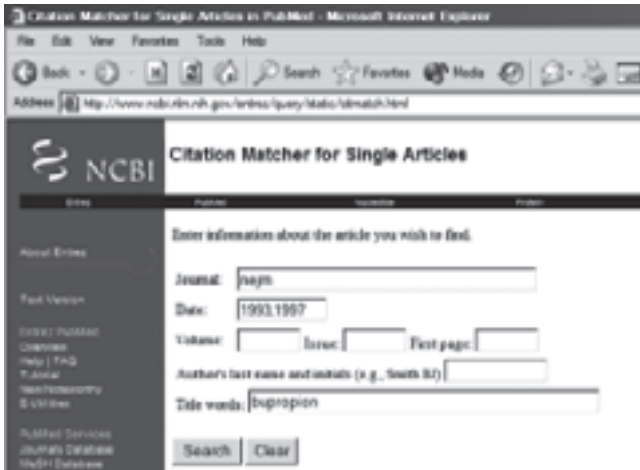 Citation Matcher for Single Articles in PubMed - Microsoft Internet Explorer
File Edit View Favorites Tools Help
Back Search Favorites Media
Address http://www.ncbi.nlm.nih.gov/entrez/query/static/citmatch.html
NCBI
Citation Matcher for Single Articles
Entrez PubMed Nucleotide Protein
Enter information about the article you wish to find.
About Entrez
Text Version
Entrez PubMed
Overview
Help | FAQ
Tutorial
New/Noteworthy
E-Utilities
PubMed Services
Journals Database
MeSH Database
Journal: nejm
Date: 1993:1997
Volume: Issue: First page:
Author's last name and initials (e.g., Smith BJ)
Title words: bupropion
Search Clear